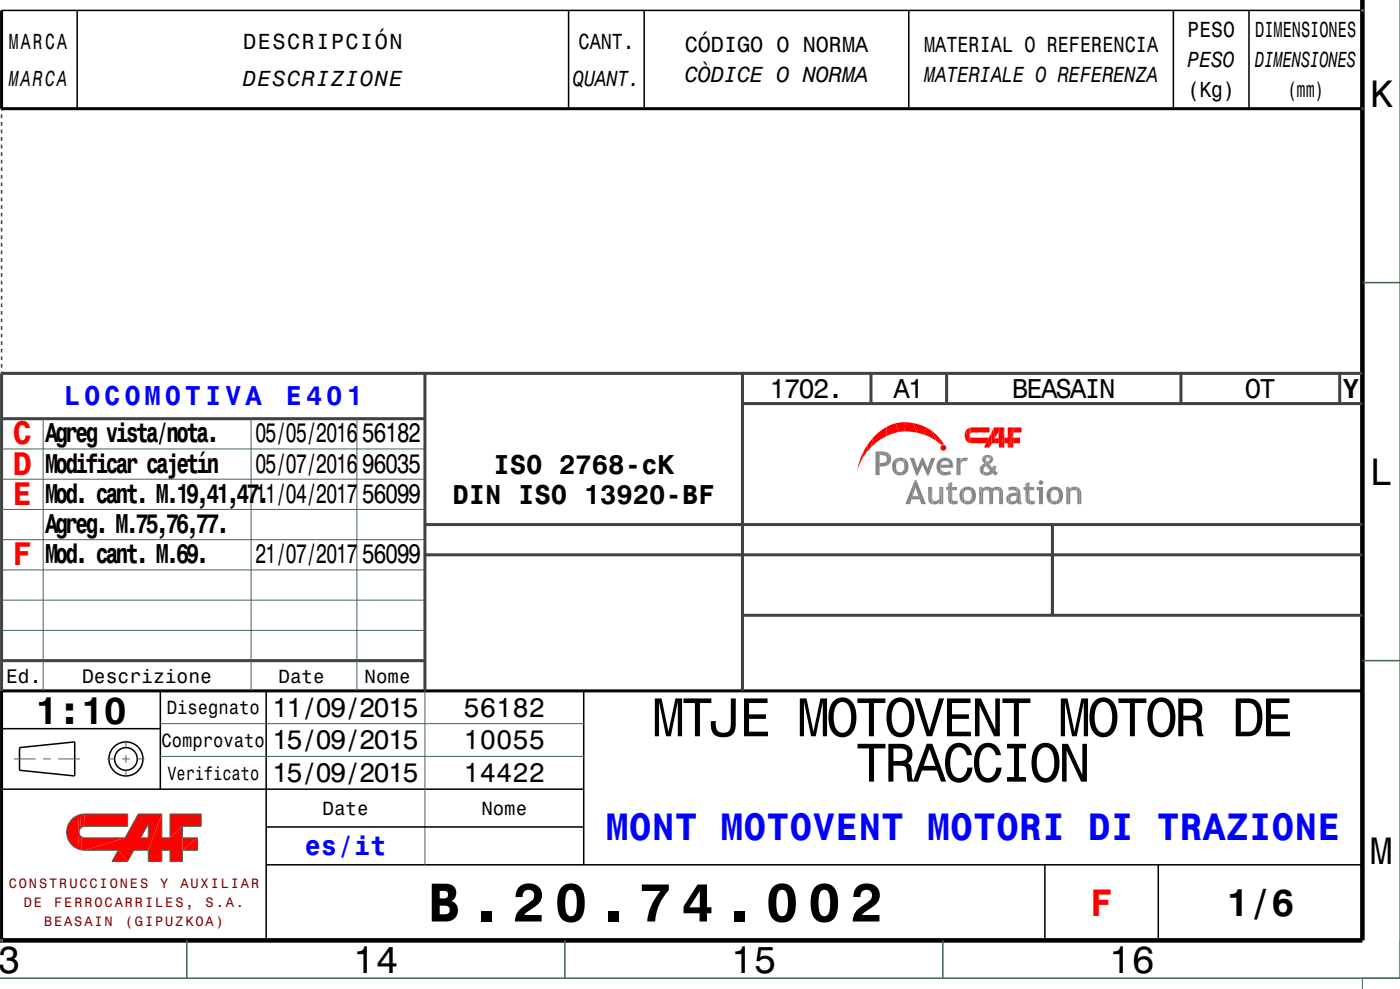 MARCA DESCRIPCIÓN CANT. CÓDIGO O NORMA MATERIAL O REFERENCIA PESO DIMENSIONES
MARCA DESCRIZIONE QUANT. CÒDICE O NORMA MATERIALE O REFERENZA PESO DIMENSIONES
(Kg) (mm)
K
LOCOMOTIVA E401
C Agreg vista/nota. 05/05/2016 56182
D Modificar cajetín 05/07/2016 96035
E Mod. cant. M.19,41,47. 11/04/2017 56099
Agreg. M.75,76,77.
F Mod. cant. M.69. 21/07/2017 56099
Ed. Descrizione Date Nome
ISO 2768-cK
DIN ISO 13920-BF
1702. A1 BEASAIN OT Y
CAF
Power &
Automation
L
1:10
Disegnato 11/09/2015 56182
Comprovato 15/09/2015 10055
Verificato 15/09/2015 14422
Date Nome
es/it
MTJE MOTOVENT MOTOR DE
TRACCION
MONT MOTOVENT MOTORI DI TRAZIONE
CAF
CONSTRUCCIONES Y AUXILIAR
DE FERROCARRILES, S.A.
BEASAIN (GIPUZKOA)
B.20.74.002 F 1/6
M
3 14 15 16